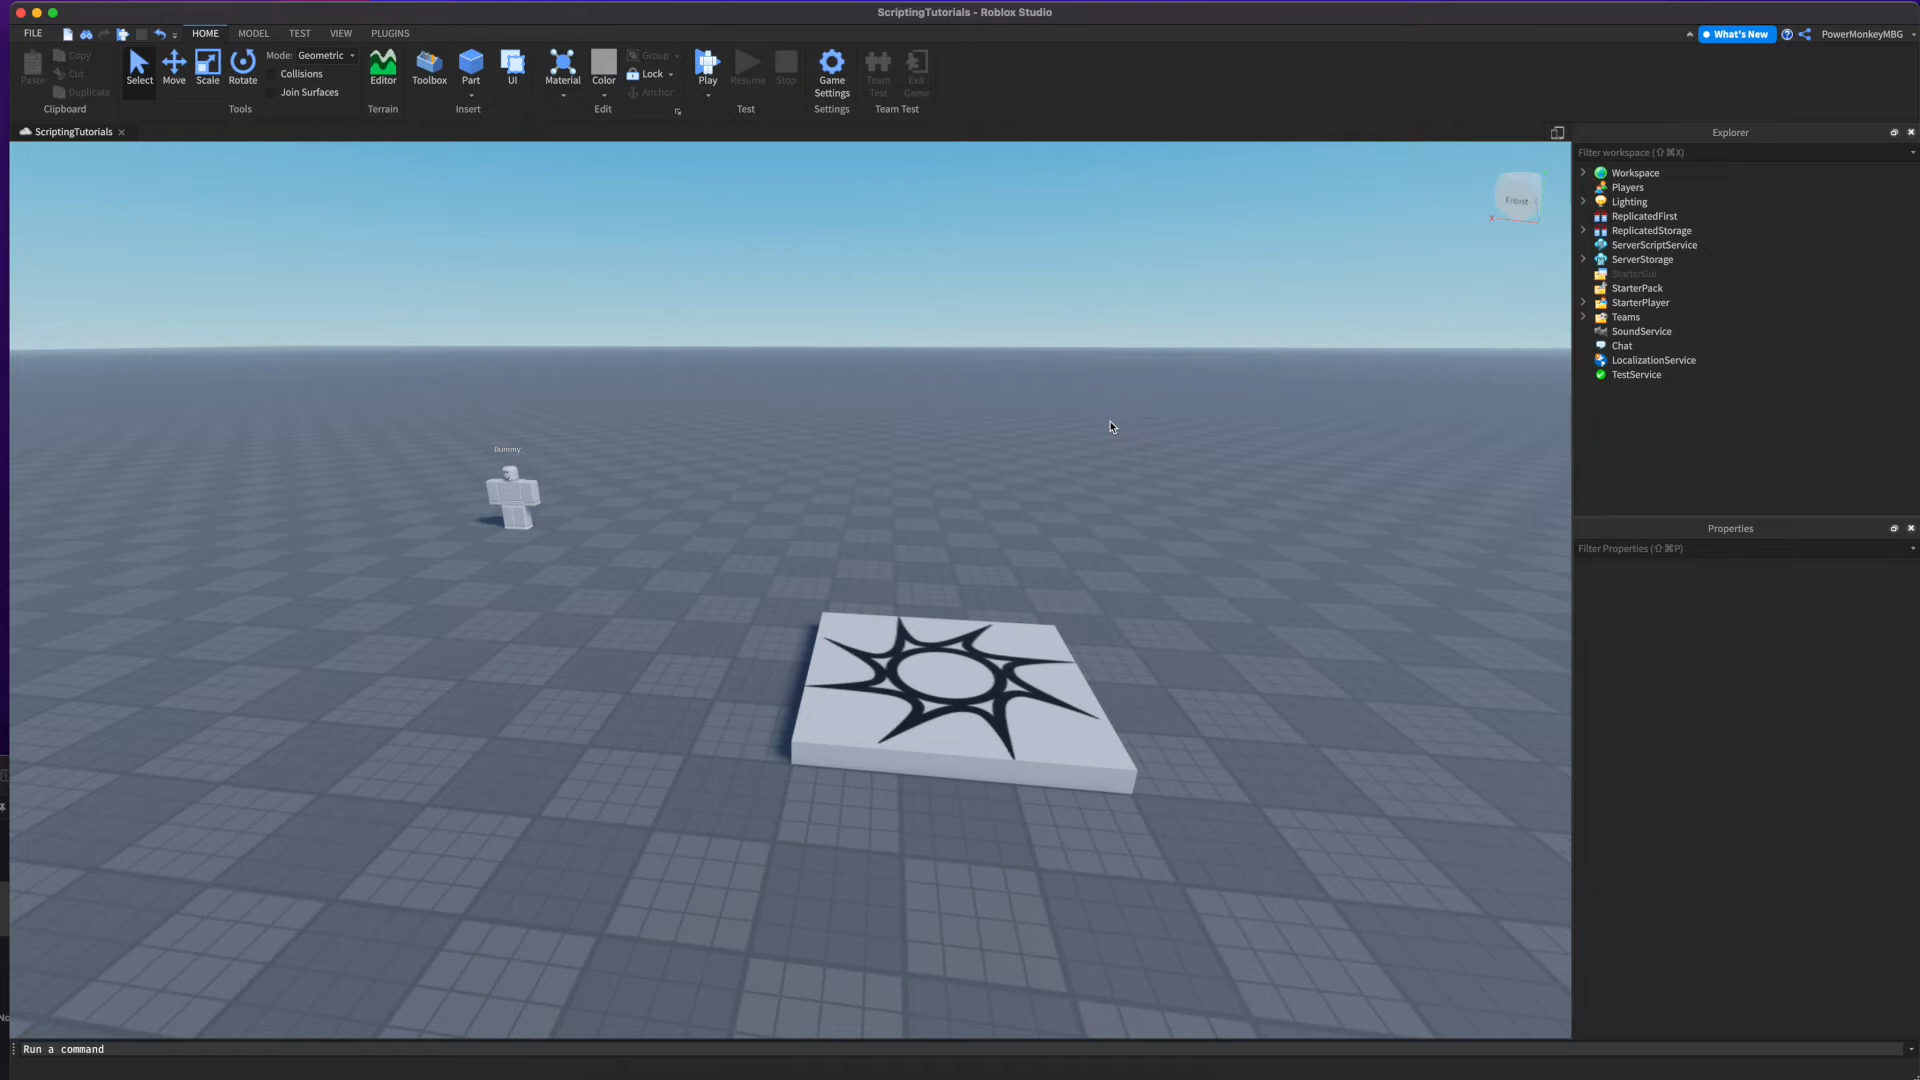 ScriptingTutorials - Roblox Studio
FILE
HOME
MODEL
TEST
VIEW
PLUGINS
What's New
PowerMonkeyMBG
Paste
Copy
Cut
Duplicate
Clipboard
Select
Move
Scale
Rotate
Mode: Geometric
Collisions
Join Surfaces
Tools
Editor
Terrain
Toolbox
Part
UI
Insert
Material
Color
Group
Lock
Anchor
Edit
Play
Resume
Stop
Test
Game
Settings
Settings
Team
Test
Exit
Game
Team Test
ScriptingTutorials
Front
X
Dummy
Explorer
Filter workspace (⇧⌘X)
Workspace
Players
Lighting
ReplicatedFirst
ReplicatedStorage
ServerScriptService
ServerStorage
StarterGui
StarterPack
StarterPlayer
Teams
SoundService
Chat
LocalizationService
TestService
Properties
Filter Properties (⇧⌘P)
No
Run a command